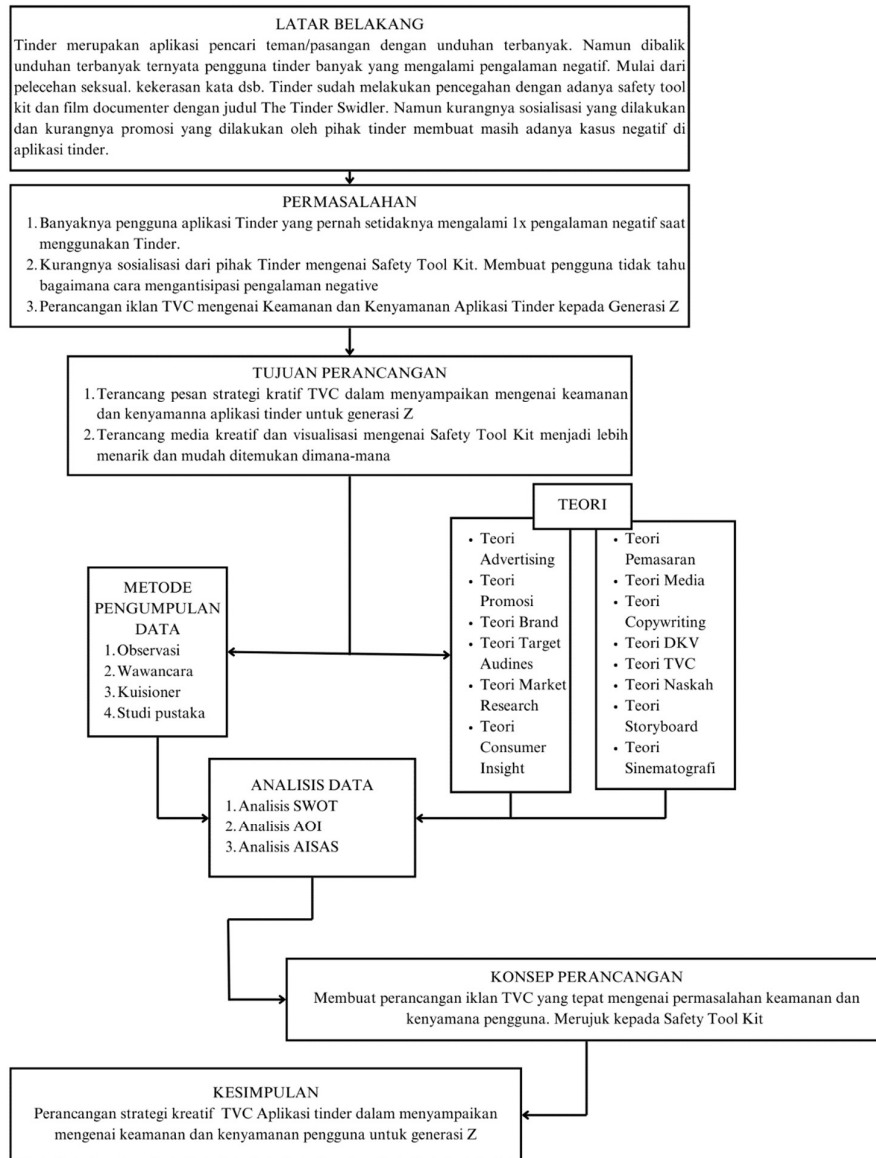 LATAR BELAKANG
Tinder merupakan aplikasi pencari teman/pasangan dengan unduhan terbanyak. Namun dibalik
unduhan terbanyak ternyata pengguna tinder banyak yang mengalami pengalaman negatif. Mulai dari
pelecehan seksual. kekerasan kata dsb. Tinder sudah melakukan pencegahan dengan adanya safety tool
kit dan film documenter dengan judul The Tinder Swidler. Namun kurangnya sosialisasi yang dilakukan
dan kurangnya promosi yang dilakukan oleh pihak tinder membuat masih adanya kasus negatif di
aplikasi tinder.
PERMASALAHAN
1. Banyaknya pengguna aplikasi Tinder yang pernah setidaknya mengalami 1x pengalaman negatif saat
menggunakan Tinder.
2. Kurangnya sosialisasi dari pihak Tinder mengenai Safety Tool Kit. Membuat pengguna tidak tahu
bagaimana cara mengantisipasi pengalaman negative
3. Perancangan iklan TVC mengenai Keamanan dan Kenyamanan Aplikasi Tinder kepada Generasi Z
TUJUAN PERANCANGAN
1. Terancang pesan strategi kratif TVC dalam menyampaikan mengenai keamanan
dan kenyamanna aplikasi tinder untuk generasi Z
2. Terancang media kreatif dan visualisasi mengenai Safety Tool Kit menjadi lebih
menarik dan mudah ditemukan dimana-mana
TEORI
• Teori
Advertising
• Teori
Promosi
• Teori Brand
• Teori Target
Audines
• Teori Market
Research
• Teori
Consumer
Insight
• Teori
Pemasaran
• Teori Media
• Teori
Copywriting
• Teori DKV
• Teori TVC
• Teori Naskah
• Teori
Storyboard
• Teori
Sinematografi
METODE
PENGUMPULAN
DATA
1. Observasi
2. Wawancara
3. Kuisioner
4. Studi pustaka
ANALISIS DATA
1. Analisis SWOT
2. Analisis AOI
3. Analisis AISAS
KONSEP PERANCANGAN
Membuat perancangan iklan TVC yang tepat mengenai permasalahan keamanan dan
kenyamana pengguna. Merujuk kepada Safety Tool Kit
KESIMPULAN
Perancangan strategi kreatif TVC Aplikasi tinder dalam menyampaikan
mengenai keamanan dan kenyamanan pengguna untuk generasi Z